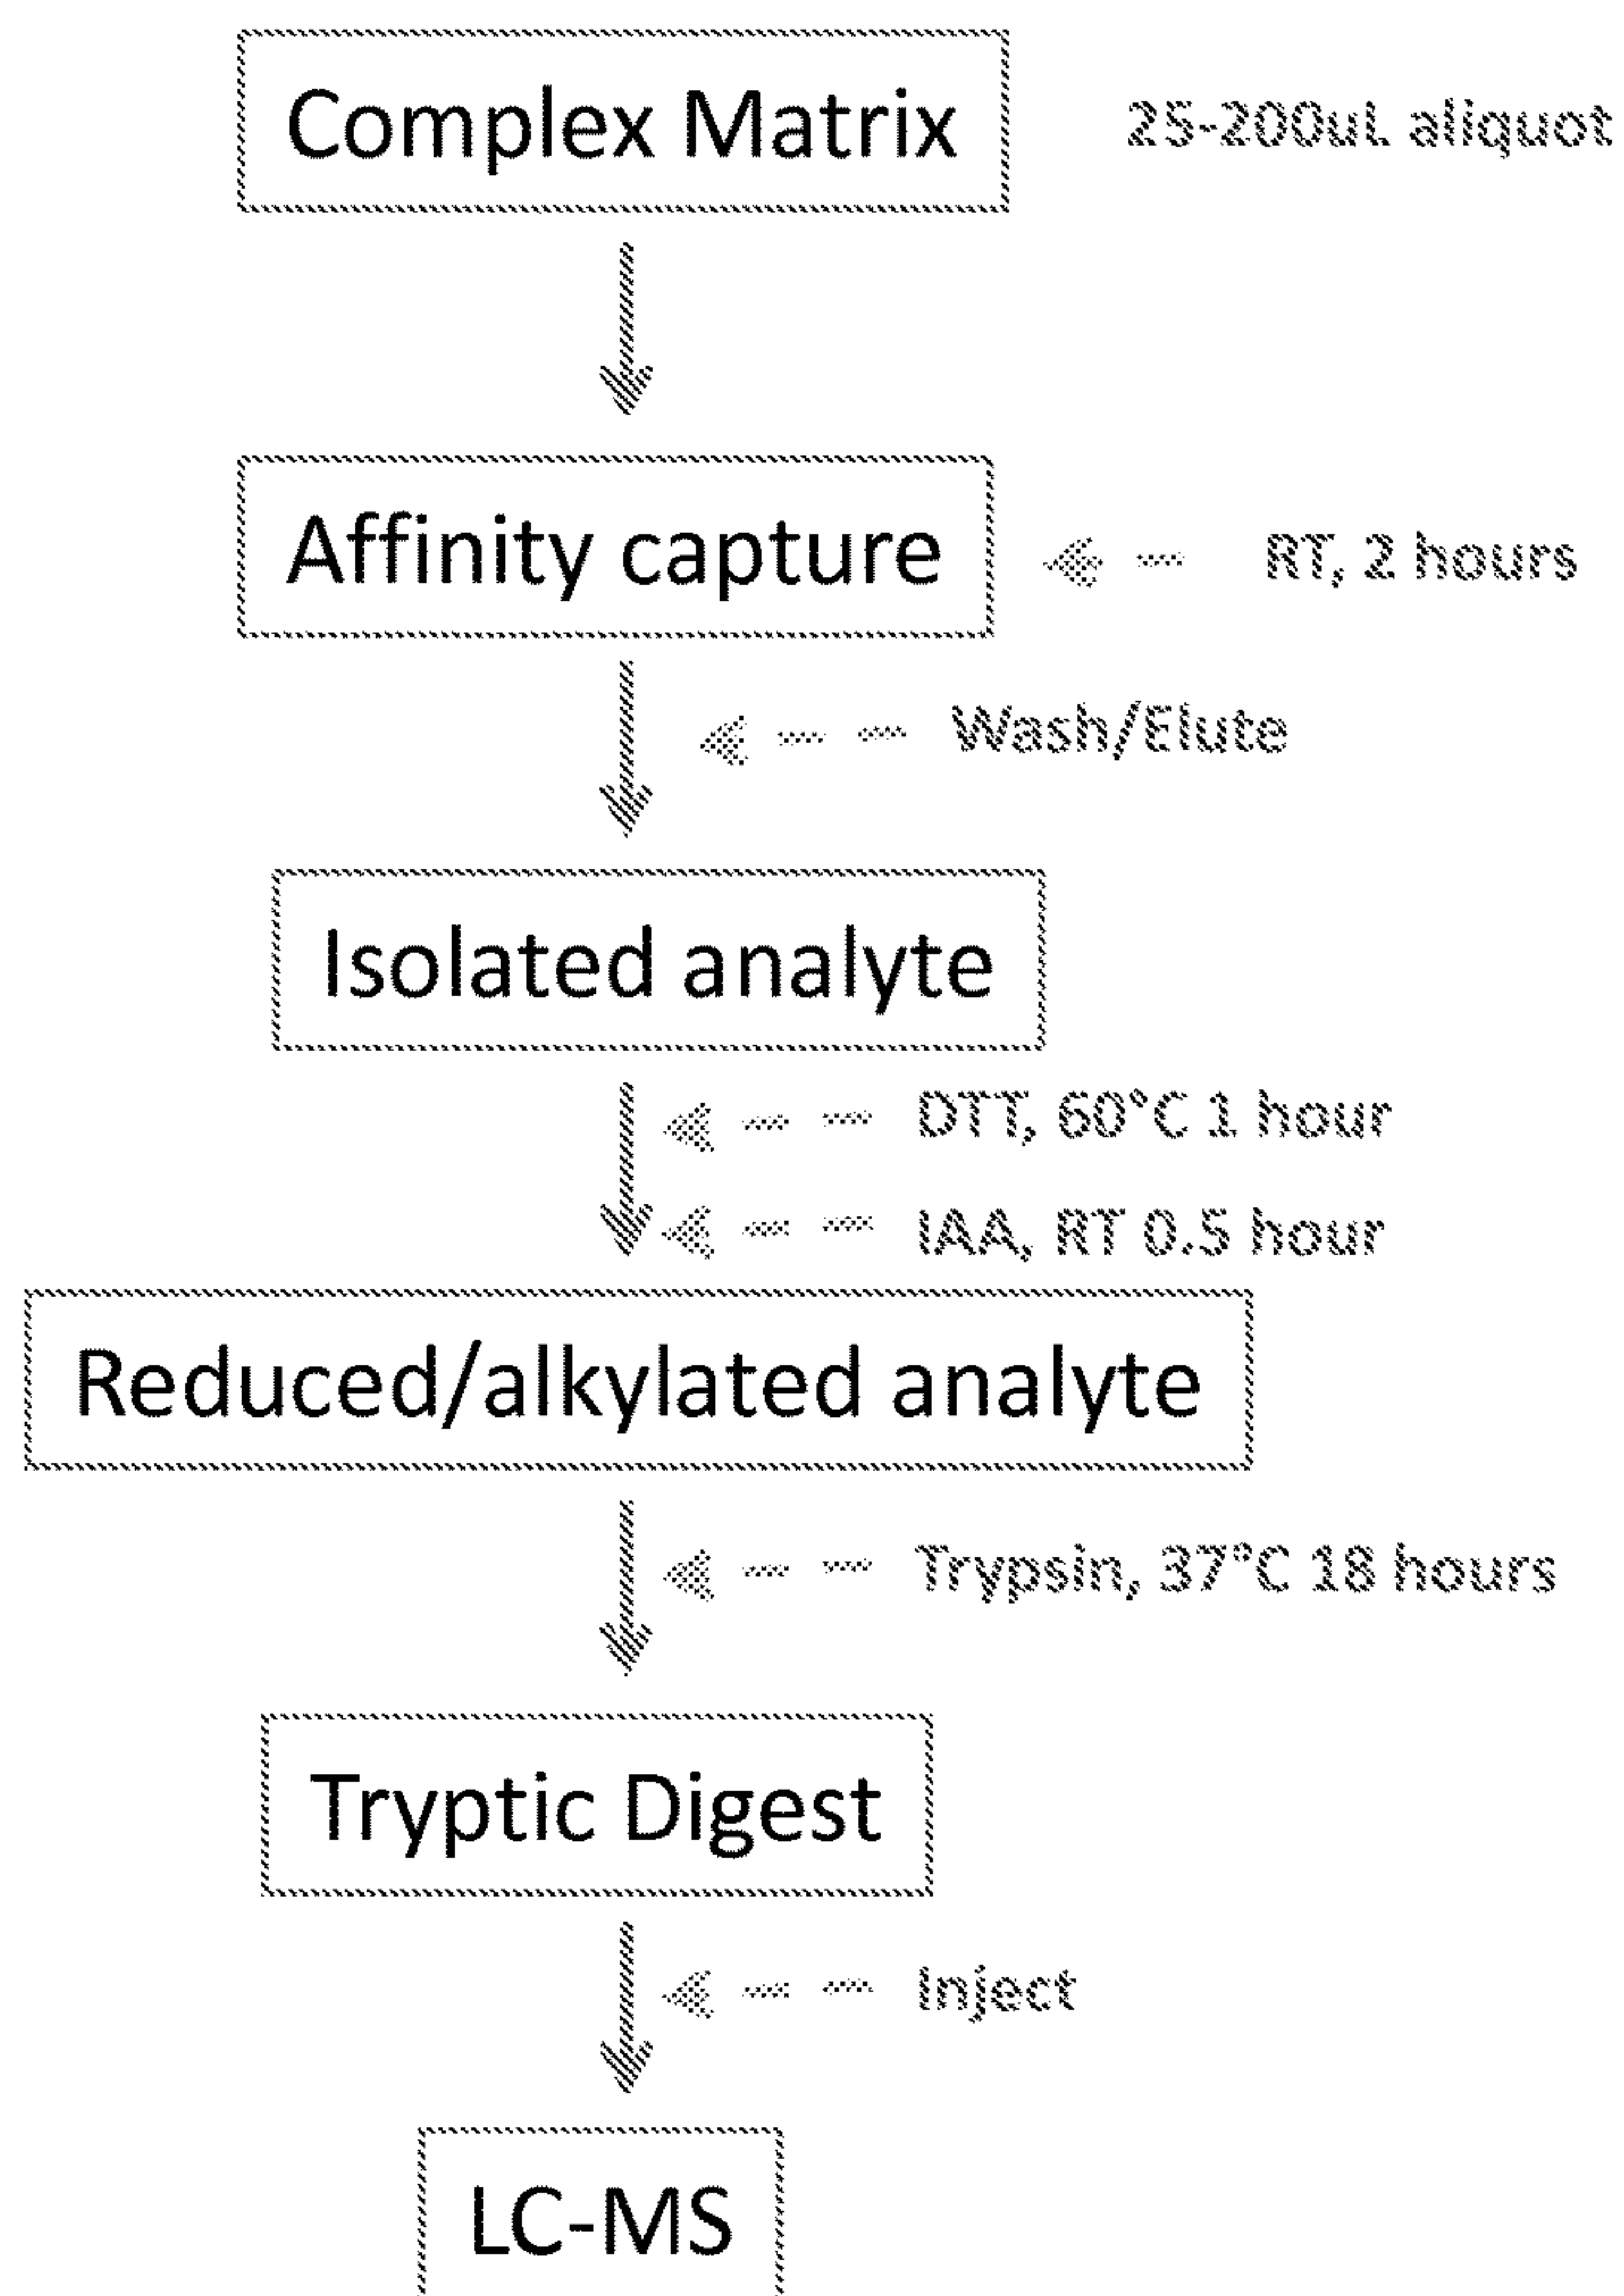 Complex Matrix
25-200uL aliquot
Affinity capture
RT, 2 hours
Wash/Elute
Isolated analyte
DTT, 60°C 1 hour
IAA, RT 0.5 hour
Reduced/alkylated analyte
Trypsin, 37°C 18 hours
Tryptic Digest
Inject
LC-MS